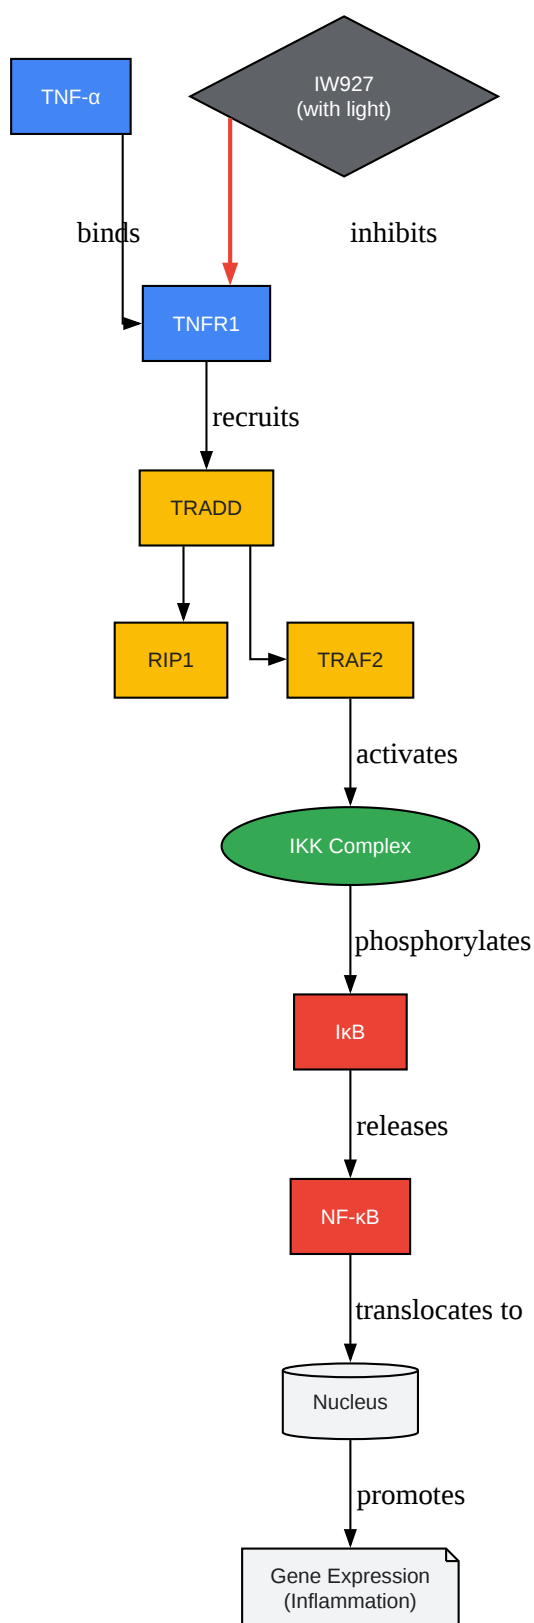 TNF-α
IW927
(with light)
binds
inhibits
TNFR1
recruits
TRADD
RIP1
TRAF2
activates
IKK Complex
phosphorylates
IκB
releases
NF-κB
translocates to
Nucleus
promotes
Gene Expression
(Inflammation)